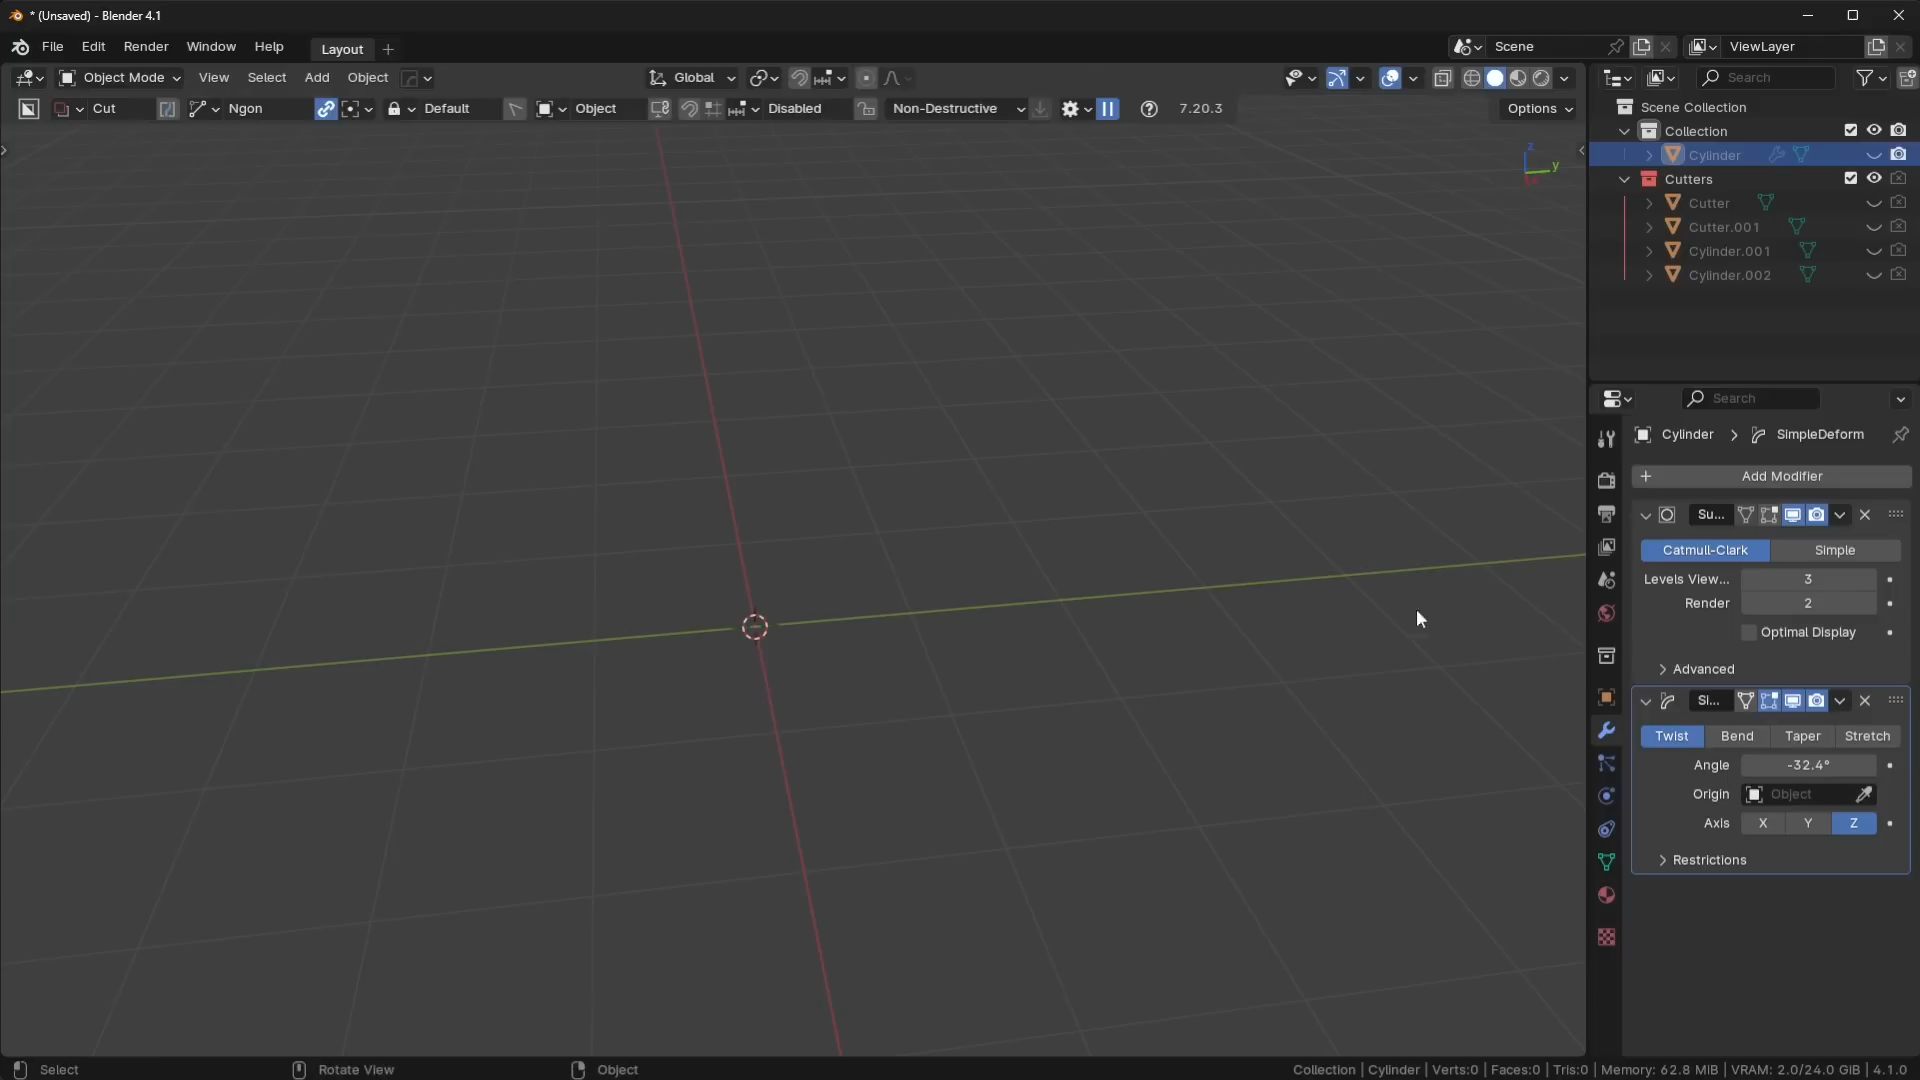 * (Unsaved) - Blender 4.1
File Edit Render Window Help Layout Scene ViewLayer
Object Mode View Select Add Object Global Search
Cut Ngon Default Object Disabled Non-Destructive 7.20.3 Options
Z
Y
Scene Collection
Collection
Cylinder
Cutters
Cutter
Cutter.001
Cylinder.001
Cylinder.002
Search
Cylinder SimpleDeform
Add Modifier
Su...
Catmull-Clark Simple
Levels View... 3
Render 2
Optimal Display
Advanced
Si...
Twist Bend Taper Stretch
Angle -32.4°
Origin Object
Axis X Y Z
Restrictions
Select Rotate View Object Collection | Cylinder | Verts:0 | Faces:0 | Tris:0 | Memory: 62.8 MiB | VRAM: 2.0/24.0 GiB | 4.1.0